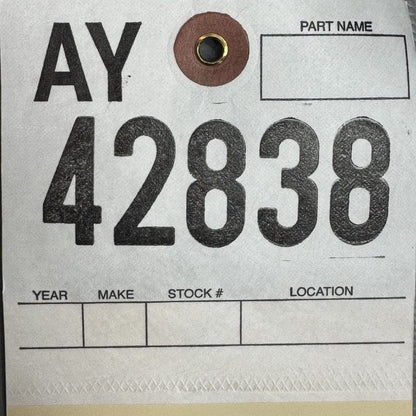 AY
PART NAME
42838
YEAR MAKE STOCK # LOCATION